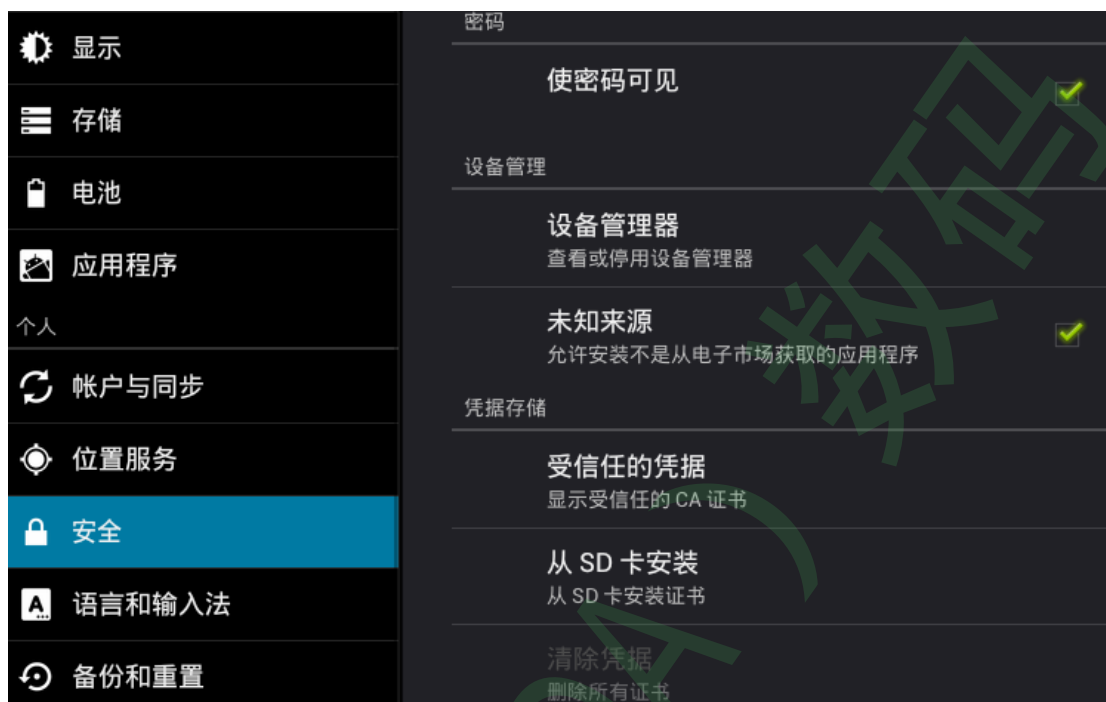 显示
存储
电池
应用程序
个人
帐户与同步
位置服务
安全
语言和输入法
备份和重置
密码
使密码可见
设备管理
设备管理器
查看或停用设备管理器
未知来源
允许安装不是从电子市场获取的应用程序
凭据存储
受信任的凭据
显示受信任的 CA 证书
从 SD 卡安装
从 SD 卡安装证书
清除凭据
删除所有证书
A）数码